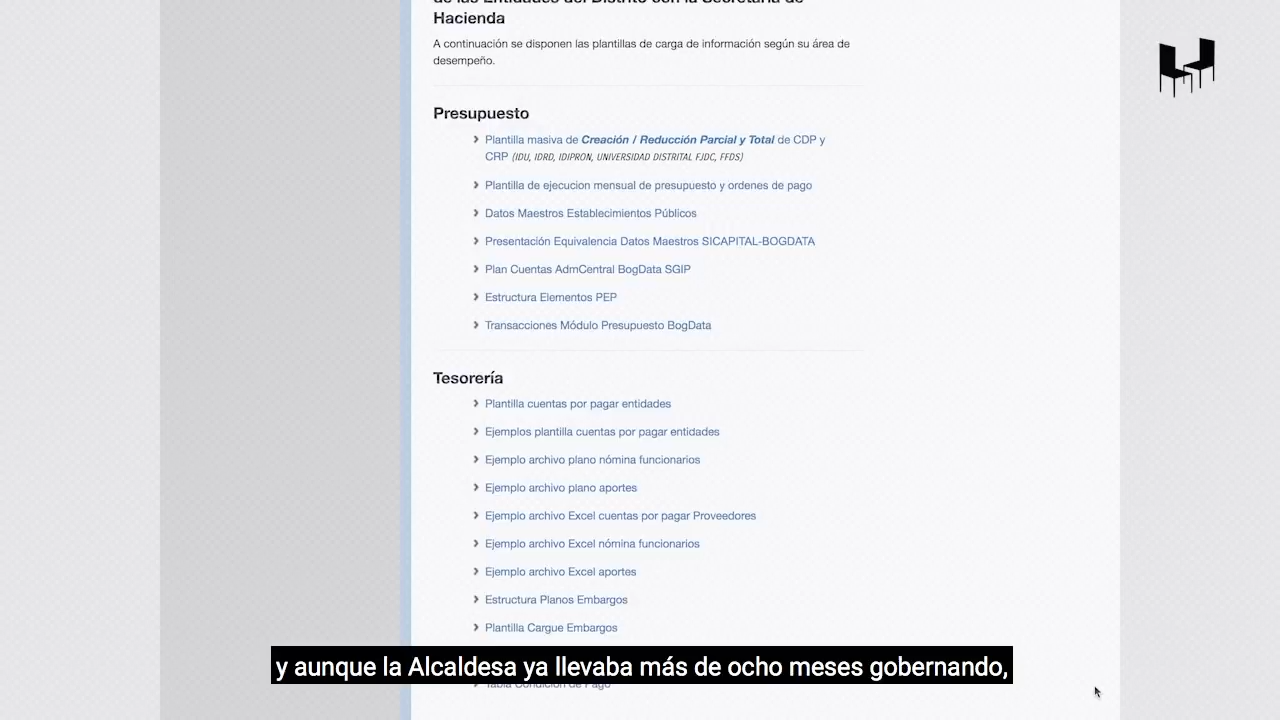 de las Entidades del Distrito con la Secretaría de
Hacienda
A continuación se disponen las plantillas de carga de información según su área de
desempeño.
Presupuesto
Plantilla masiva de Creación / Reducción Parcial y Total de CDP y
CRP (IDU, IDRD, IDIPRON, UNIVERSIDAD DISTRITAL FJDC, FFDS)
Plantilla de ejecucion mensual de presupuesto y ordenes de pago
Datos Maestros Establecimientos Públicos
Presentación Equivalencia Datos Maestros SICAPITAL-BOGDATA
Plan Cuentas AdmCentral BogData SGIP
Estructura Elementos PEP
Transacciones Módulo Presupuesto BogData
Tesorería
Plantilla cuentas por pagar entidades
Ejemplos plantilla cuentas por pagar entidades
Ejemplo archivo plano nómina funcionarios
Ejemplo archivo plano aportes
Ejemplo archivo Excel cuentas por pagar Proveedores
Ejemplo archivo Excel nómina funcionarios
Ejemplo archivo Excel aportes
Estructura Planos Embargos
Plantilla Cargue Embargos
y aunque la Alcaldesa ya llevaba más de ocho meses gobernando,
Tabla Condición de Pago